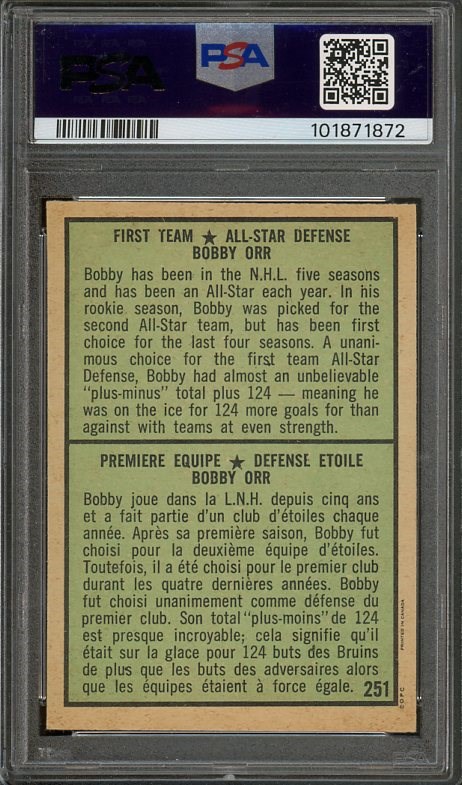 PSA
PSA
101871872
FIRST TEAM ★ ALL-STAR DEFENSE
BOBBY ORR
Bobby has been in the N.H.L. five seasons
and has been an All-Star each year. In his
rookie season, Bobby was picked for the
second All-Star team, but has been first
choice for the last four seasons. A unani-
mous choice for the first team All-Star
Defense, Bobby had almost an unbelievable
"plus-minus" total plus 124 — meaning he
was on the ice for 124 more goals for than
against with teams at even strength.
PREMIERE EQUIPE ★ DEFENSE ETOILE
BOBBY ORR
Bobby joue dans la L.N.H. depuis cinq ans
et a fait partie d'un club d'étoiles chaque
année. Après sa première saison, Bobby fut
choisi pour la deuxième équipe d'étoiles.
Toutefois, il a été choisi pour le premier club
durant les quatre dernières années. Bobby
fut choisi unanimement comme défense du
premier club. Son total "plus-moins" de 124
est presque incroyable; cela signifie qu'il
était sur la glace pour 124 buts des Bruins
de plus que les buts des adversaires alors
que les équipes étaient à force égale. 251
© O.P.C. PRINTED IN CANADA